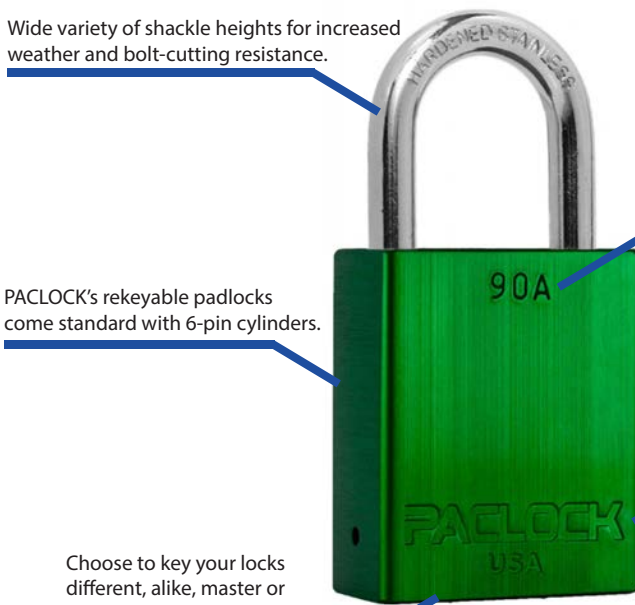 Wide variety of shackle heights for increased
weather and bolt-cutting resistance.
HARDENED STAINLESS
90A
PACLOCK's rekeyable padlocks
come standard with 6-pin cylinders.
PACLOCK
USA
Choose to key your locks
different, alike, master or